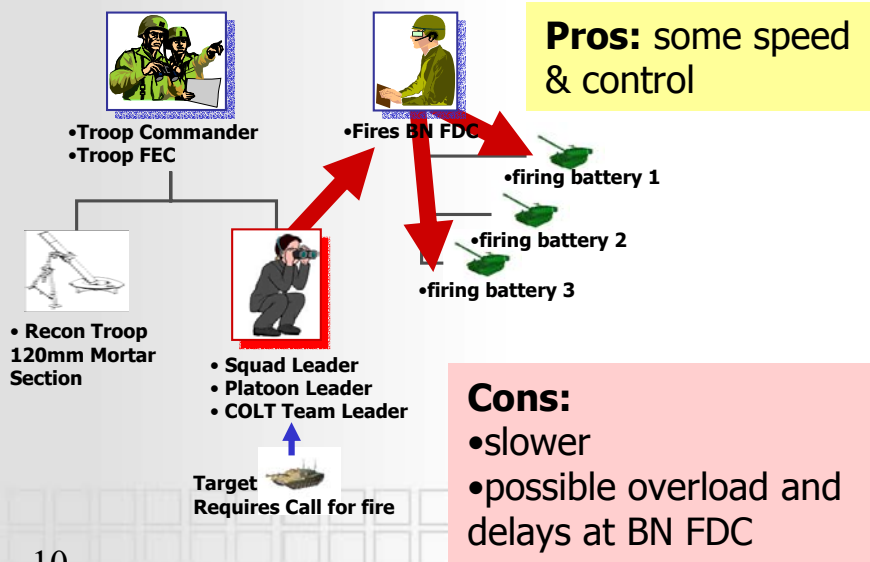 Pros: some speed
& control
•Troop Commander
•Troop FEC
•Fires BN FDC
•firing battery 1
•firing battery 2
•firing battery 3
• Recon Troop
120mm Mortar
Section
• Squad Leader
• Platoon Leader
• COLT Team Leader
Target
Requires Call for fire
Cons:
•slower
•possible overload and
delays at BN FDC
10